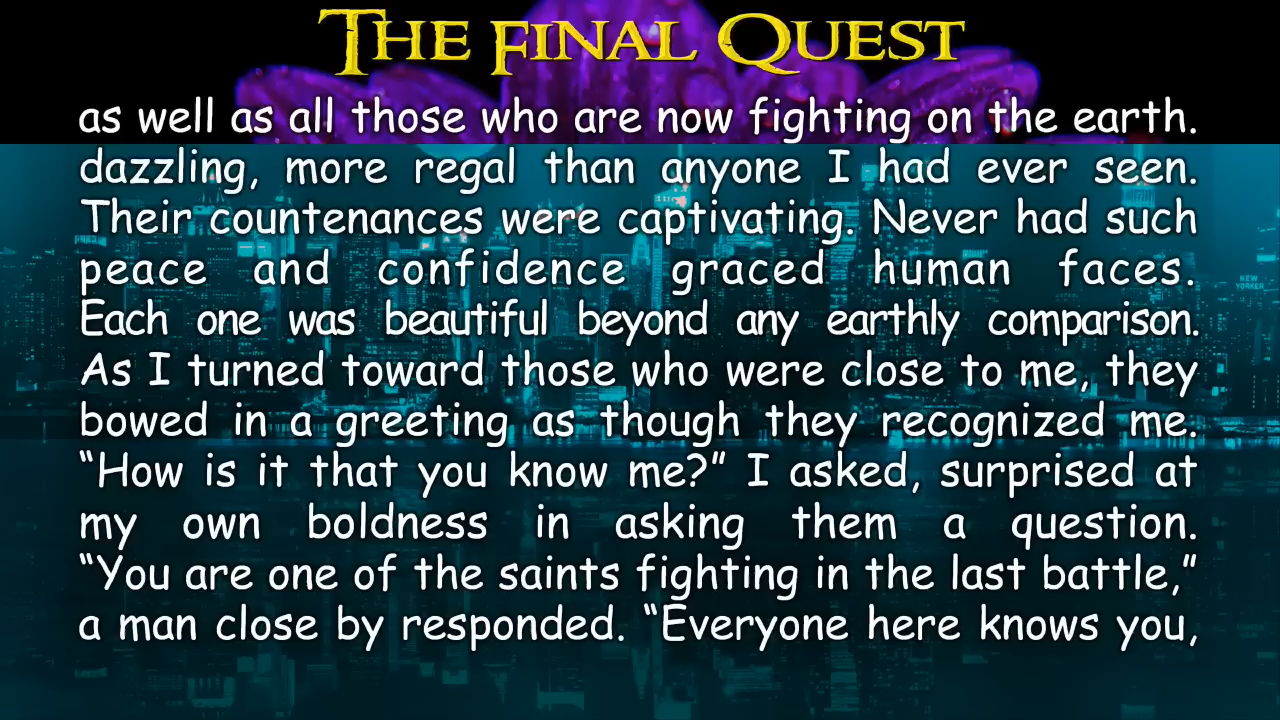 THE FINAL QUEST
as well as all those who are now fighting on the earth.
dazzling, more regal than anyone I had ever seen.
Their countenances were captivating. Never had such
peace and confidence graced human faces.
Each one was beautiful beyond any earthly comparison.
As I turned toward those who were close to me, they
bowed in a greeting as though they recognized me.
“How is it that you know me?” I asked, surprised at
my own boldness in asking them a question.
“You are one of the saints fighting in the last battle,”
a man close by responded. “Everyone here knows you,
NEW
YORKER